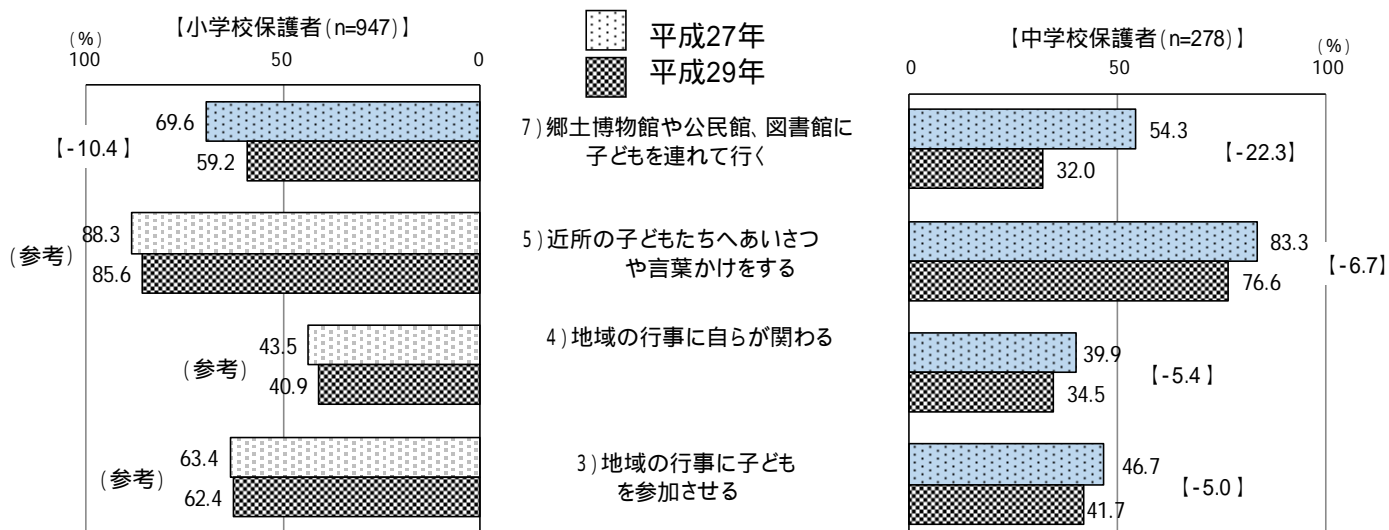 【小学校保護者(n=947)】
(%)
100
50
0
平成27年
平成29年
【中学校保護者(n=278)】
(%)
0
50
100
69.6
59.2
【-10.4】
7)郷土博物館や公民館、図書館に
子どもを連れて行く
54.3
32.0
【-22.3】
88.3
85.6
(参考)
5)近所の子どもたちへあいさつ
や言葉かけをする
83.3
76.6
【-6.7】
43.5
40.9
(参考)
4)地域の行事に自らが関わる
39.9
34.5
【-5.4】
63.4
62.4
(参考)
3)地域の行事に子ども
を参加させる
46.7
41.7
【-5.0】